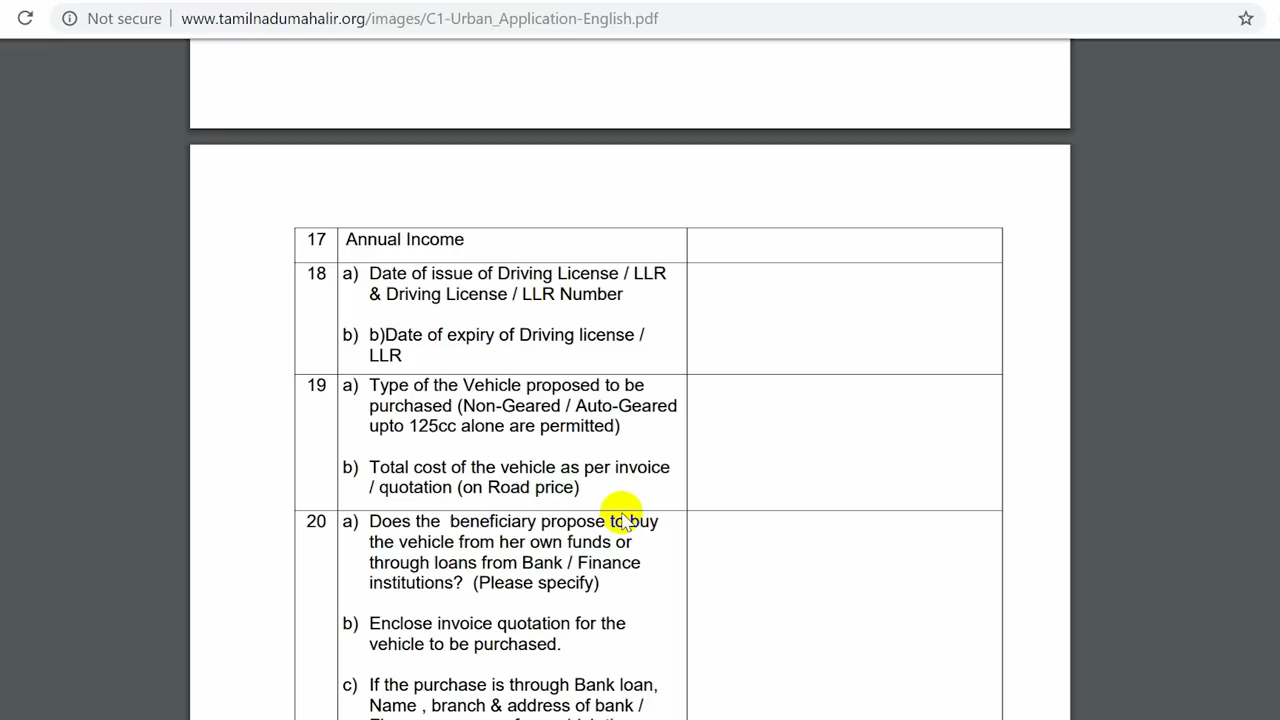 Not secure | www.tamilnadumahalir.org/images/C1-Urban_Application-English.pdf
17 Annual Income
18 a) Date of issue of Driving License / LLR
& Driving License / LLR Number
b) b)Date of expiry of Driving license /
LLR
19 a) Type of the Vehicle proposed to be
purchased (Non-Geared / Auto-Geared
upto 125cc alone are permitted)
b) Total cost of the vehicle as per invoice
/ quotation (on Road price)
20 a) Does the beneficiary propose to buy
the vehicle from her own funds or
through loans from Bank / Finance
institutions? (Please specify)
b) Enclose invoice quotation for the
vehicle to be purchased.
c) If the purchase is through Bank loan,
Name , branch & address of bank /